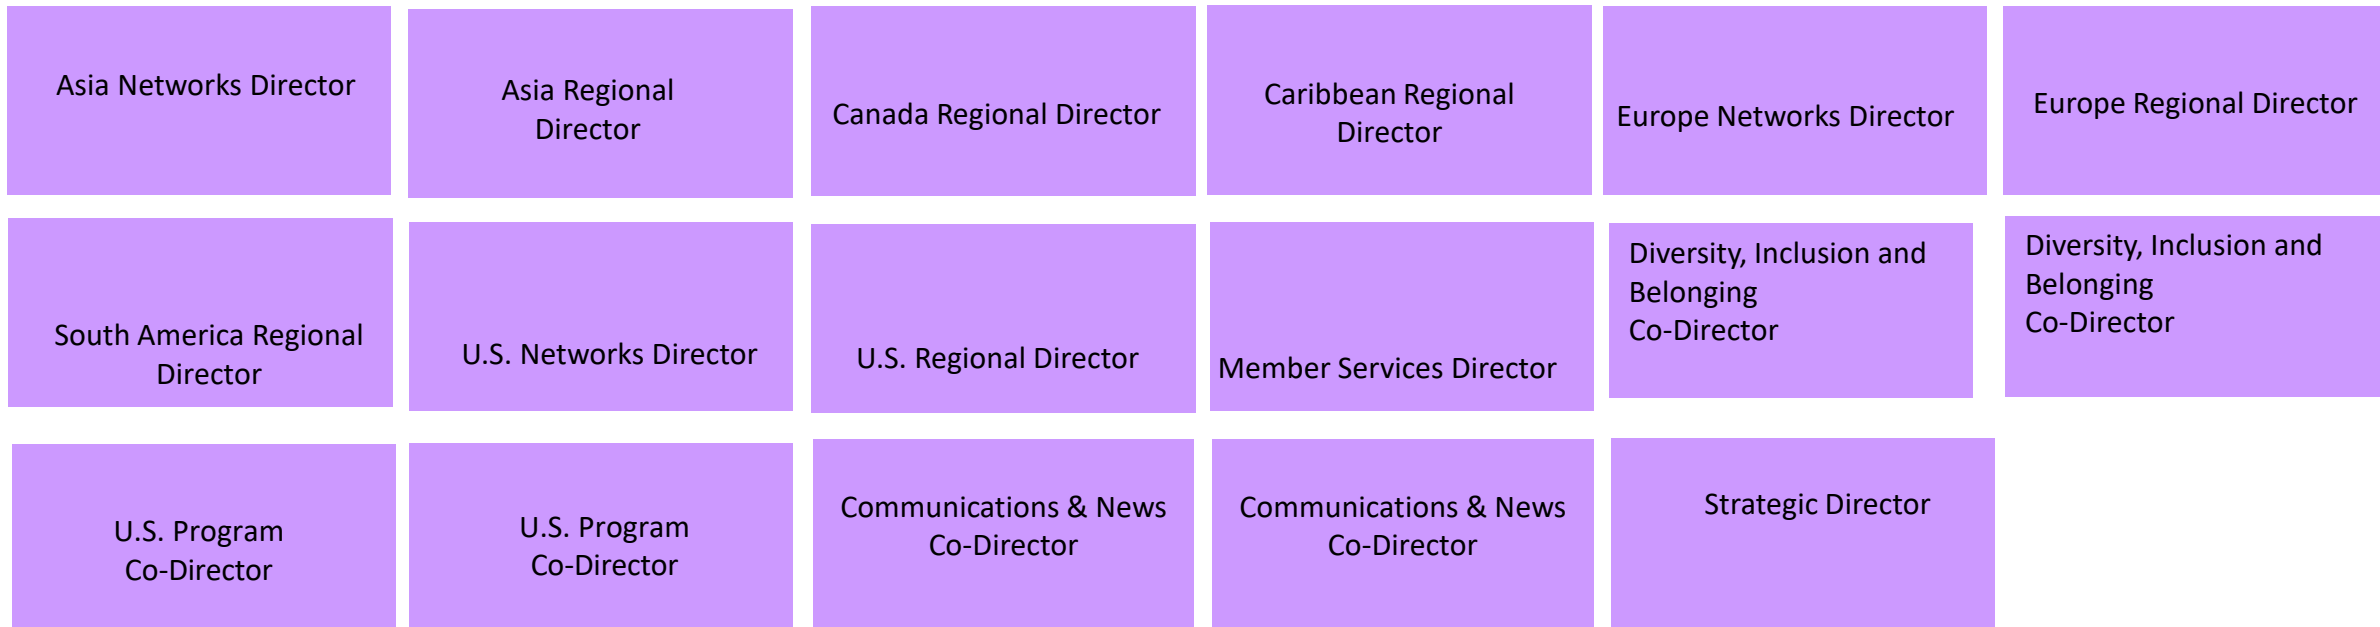 Asia Networks Director
Asia Regional
Director
Canada Regional Director
Caribbean Regional
Director
Europe Networks Director
Europe Regional Director
South America Regional
Director
U.S. Networks Director
U.S. Regional Director
Member Services Director
Diversity, Inclusion and
Belonging
Co-Director
Diversity, Inclusion and
Belonging
Co-Director
U.S. Program
Co-Director
U.S. Program
Co-Director
Communications & News
Co-Director
Communications & News
Co-Director
Strategic Director